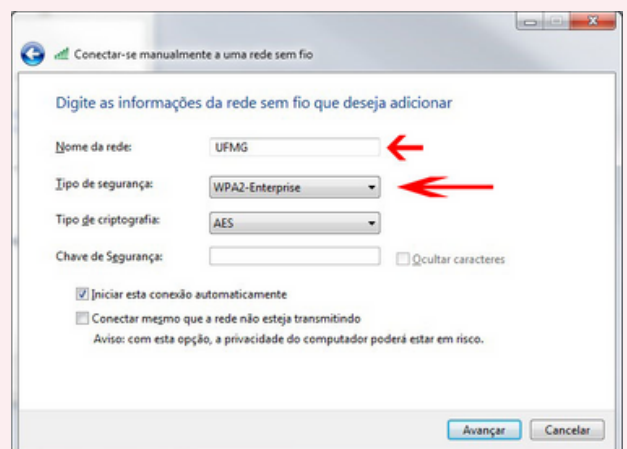 Conectar-se manualmente a uma rede sem fio
Digite as informações da rede sem fio que deseja adicionar
Nome da rede: UFMG
Tipo de segurança: WPA2-Enterprise
Tipo de criptografia: AES
Chave de Segurança: Ocultar caracteres
Iniciar esta conexão automaticamente
Conectar mesmo que a rede não esteja transmitindo
Aviso: com esta opção, a privacidade do computador poderá estar em risco.
Avançar Cancelar